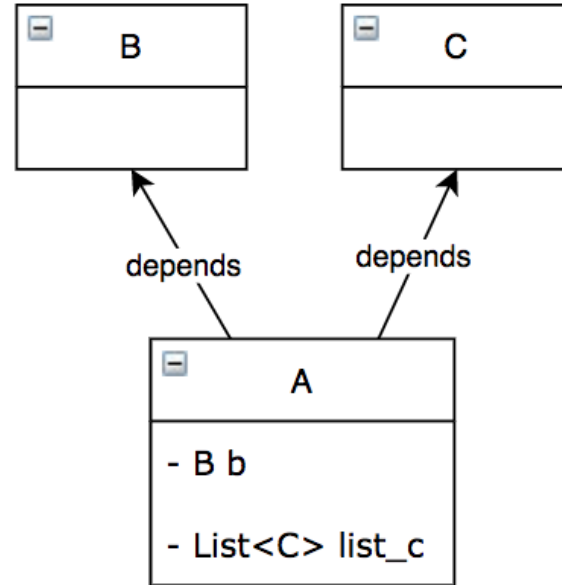 B
C
depends
depends
A
- B b
- List<C> list_c